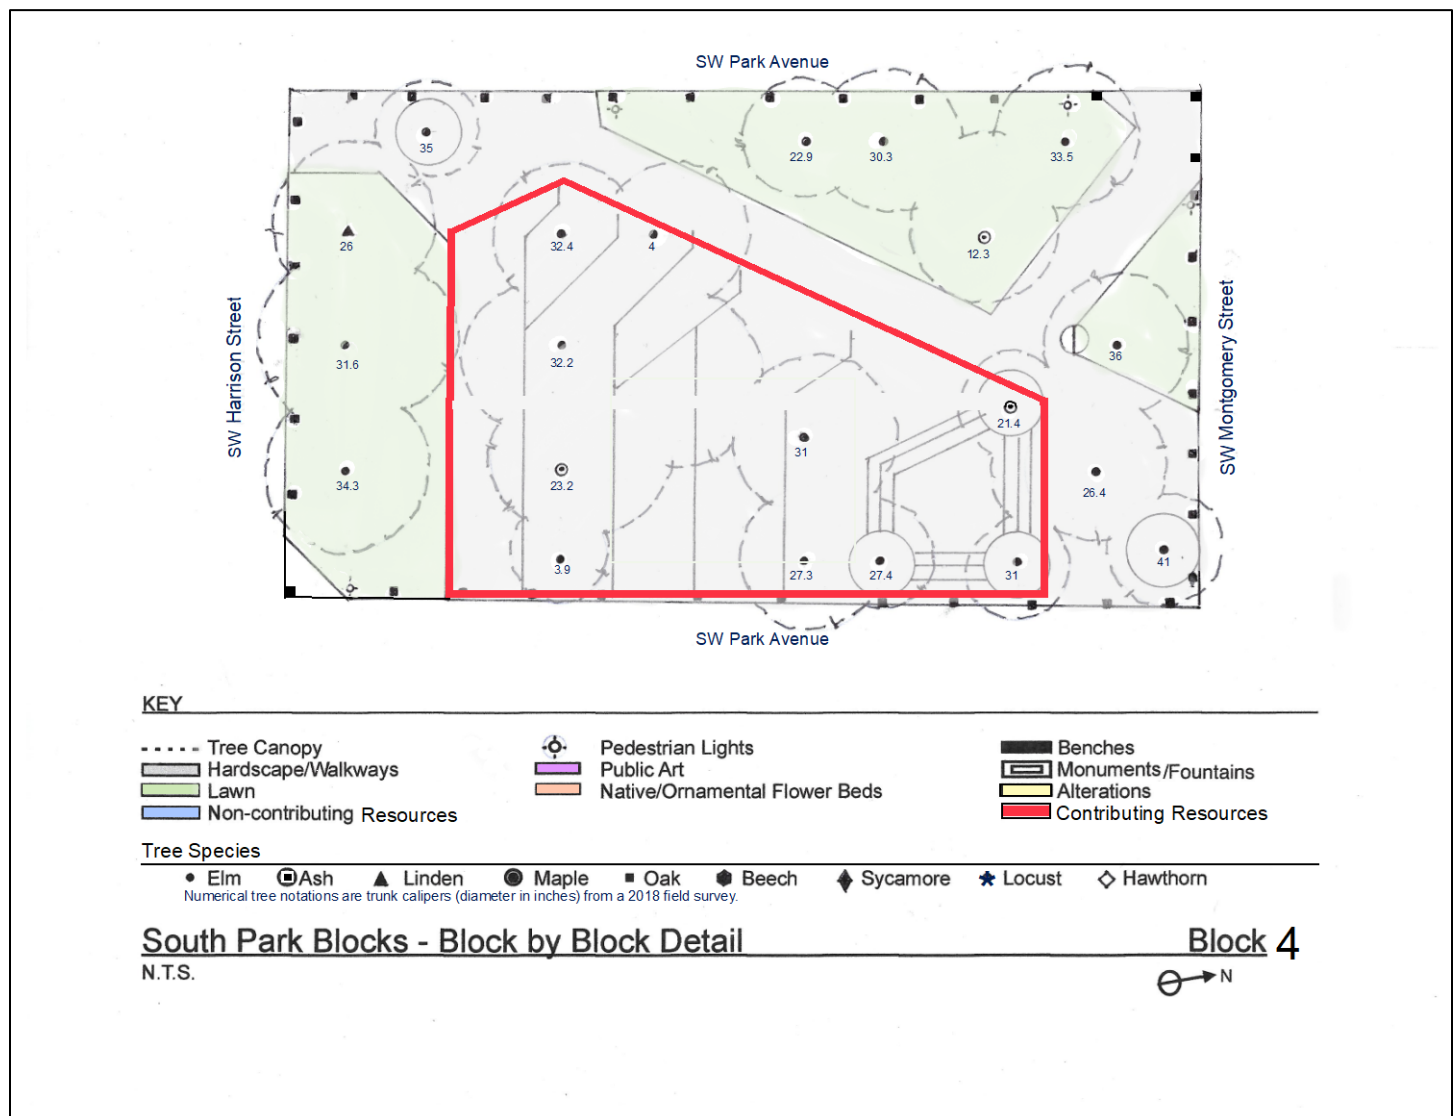 SW Park Avenue
35
22.9
30.3
33.5
26
32.4
4
12.3
SW Harrison Street
31.6
32.2
36
SW Montgomery Street
21.4
31
34.3
23.2
26.4
3.9
27.3
27.4
31
41
SW Park Avenue
KEY
Tree Canopy
Pedestrian Lights
Benches
Hardscape/Walkways
Public Art
Monuments/Fountains
Lawn
Native/Ornamental Flower Beds
Alterations
Non-contributing Resources
Contributing Resources
Tree Species
Elm Ash Linden Maple Oak Beech Sycamore Locust Hawthorn
Numerical tree notations are trunk calipers (diameter in inches) from a 2018 field survey.
South Park Blocks - Block by Block Detail
Block 4
N.T.S.
N